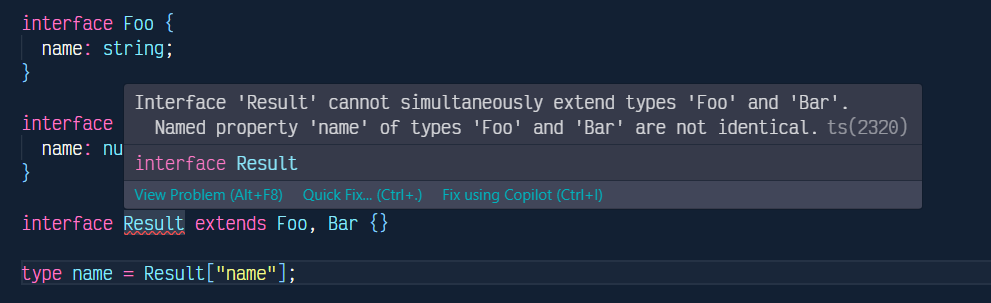 interface Foo {
name: string;
}
Interface 'Result' cannot simultaneously extend types 'Foo' and 'Bar'.
Named property 'name' of types 'Foo' and 'Bar' are not identical. ts(2320)
interface Result
View Problem (Alt+F8) Quick Fix... (Ctrl+.) Fix using Copilot (Ctrl+I)
interface
name: nu
}
interface Result extends Foo, Bar {}
type name = Result["name"];